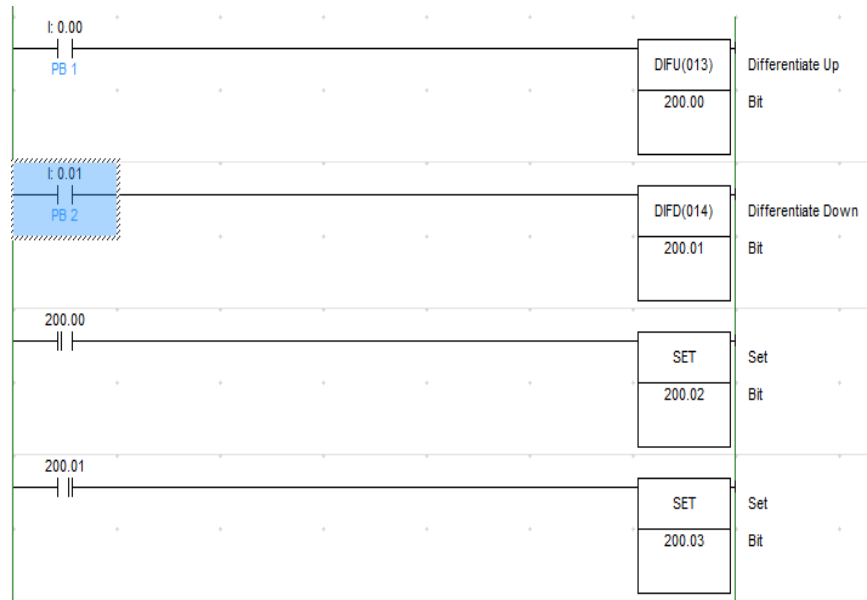 I: 0.00
PB 1
DIFU(013)
Differentiate Up
200.00
Bit
I: 0.01
PB 2
DIFD(014)
Differentiate Down
200.01
Bit
200.00
SET
Set
200.02
Bit
200.01
SET
Set
200.03
Bit